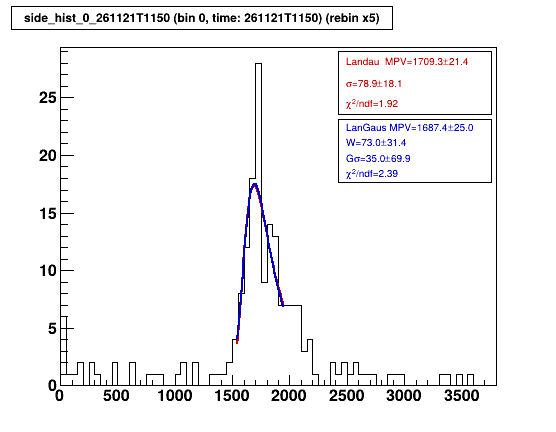 side_hist_0_261121T1150 (bin 0, time: 261121T1150) (rebin x5)
Landau  MPV=1709.3±21.4
σ=78.9±18.1
χ²/ndf=1.92
LanGaus MPV=1687.4±25.0
W=73.0±31.4
Gσ=35.0±69.9
χ²/ndf=2.39
25
20
15
10
5
0
0 500 1000 1500 2000 2500 3000 3500